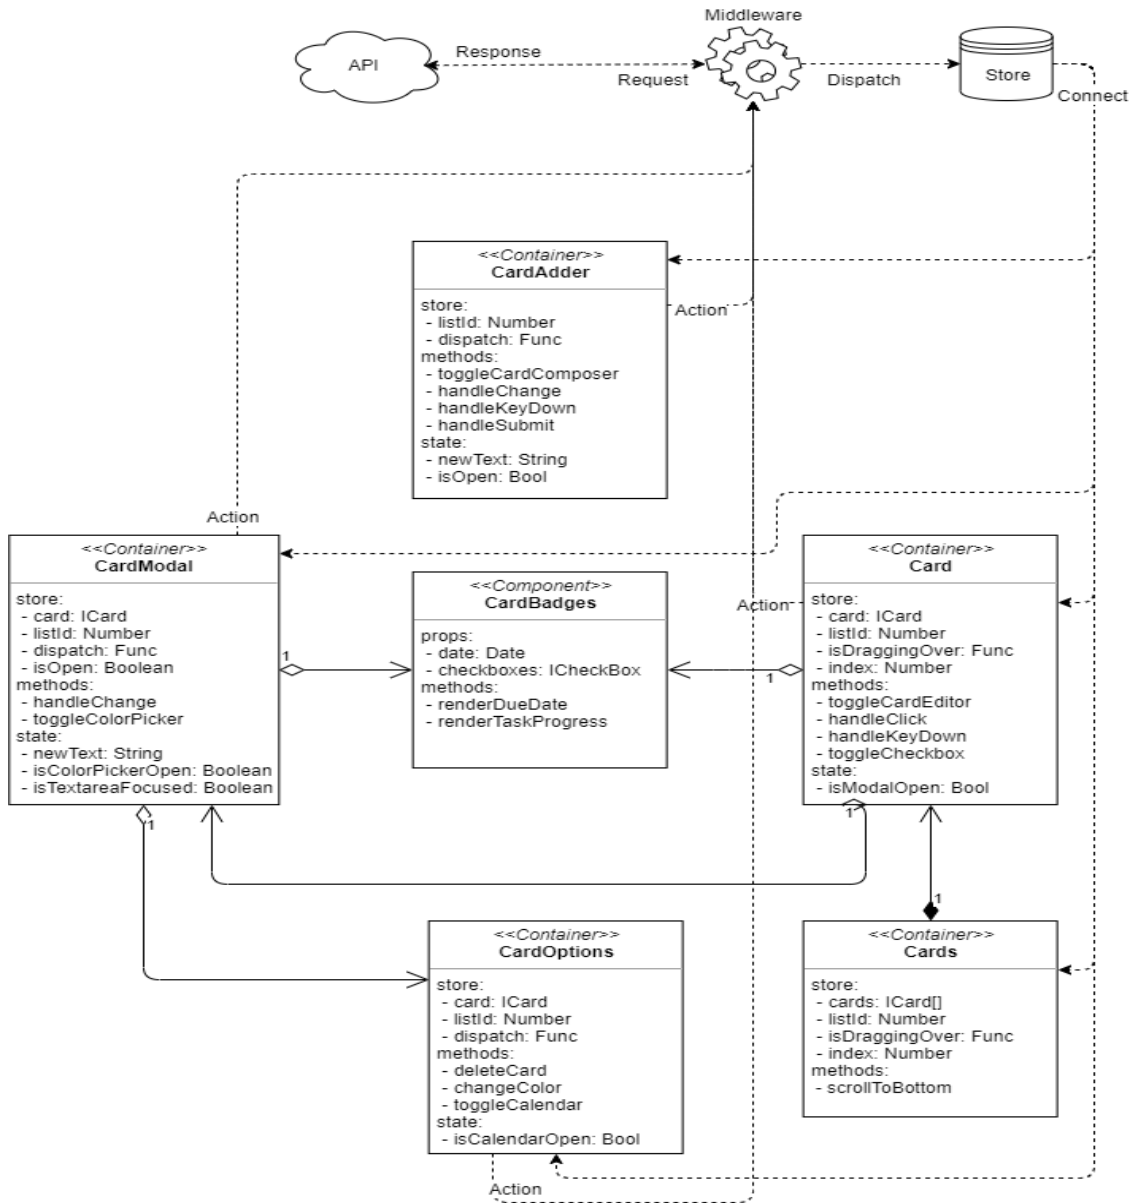 Middleware
API
Response
Request
Dispatch
Store
Connect
<<Container>>
CardAdder
store:
- listId: Number
- dispatch: Func
methods:
- toggleCardComposer
- handleChange
- handleKeyDown
- handleSubmit
state:
- newText: String
- isOpen: Bool
Action
Action
<<Container>>
CardModal
store:
- card: ICard
- listId: Number
- dispatch: Func
- isOpen: Boolean
methods:
- handleChange
- toggleColorPicker
state:
- newText: String
- isColorPickerOpen: Boolean
- isTextareaFocused: Boolean
1
1
<<Component>>
CardBadges
props:
- date: Date
- checkboxes: ICheckBox
methods:
- renderDueDate
- renderTaskProgress
Action
1
<<Container>>
Card
store:
- card: ICard
- listId: Number
- isDraggingOver: Func
- index: Number
methods:
- toggleCardEditor
- handleClick
- handleKeyDown
- toggleCheckbox
state:
- isModalOpen: Bool
1
1
<<Container>>
CardOptions
store:
- card: ICard
- listId: Number
- dispatch: Func
methods:
- deleteCard
- changeColor
- toggleCalendar
state:
- isCalendarOpen: Bool
Action
<<Container>>
Cards
store:
- cards: ICard[]
- listId: Number
- isDraggingOver: Func
- index: Number
methods:
- scrollToBottom